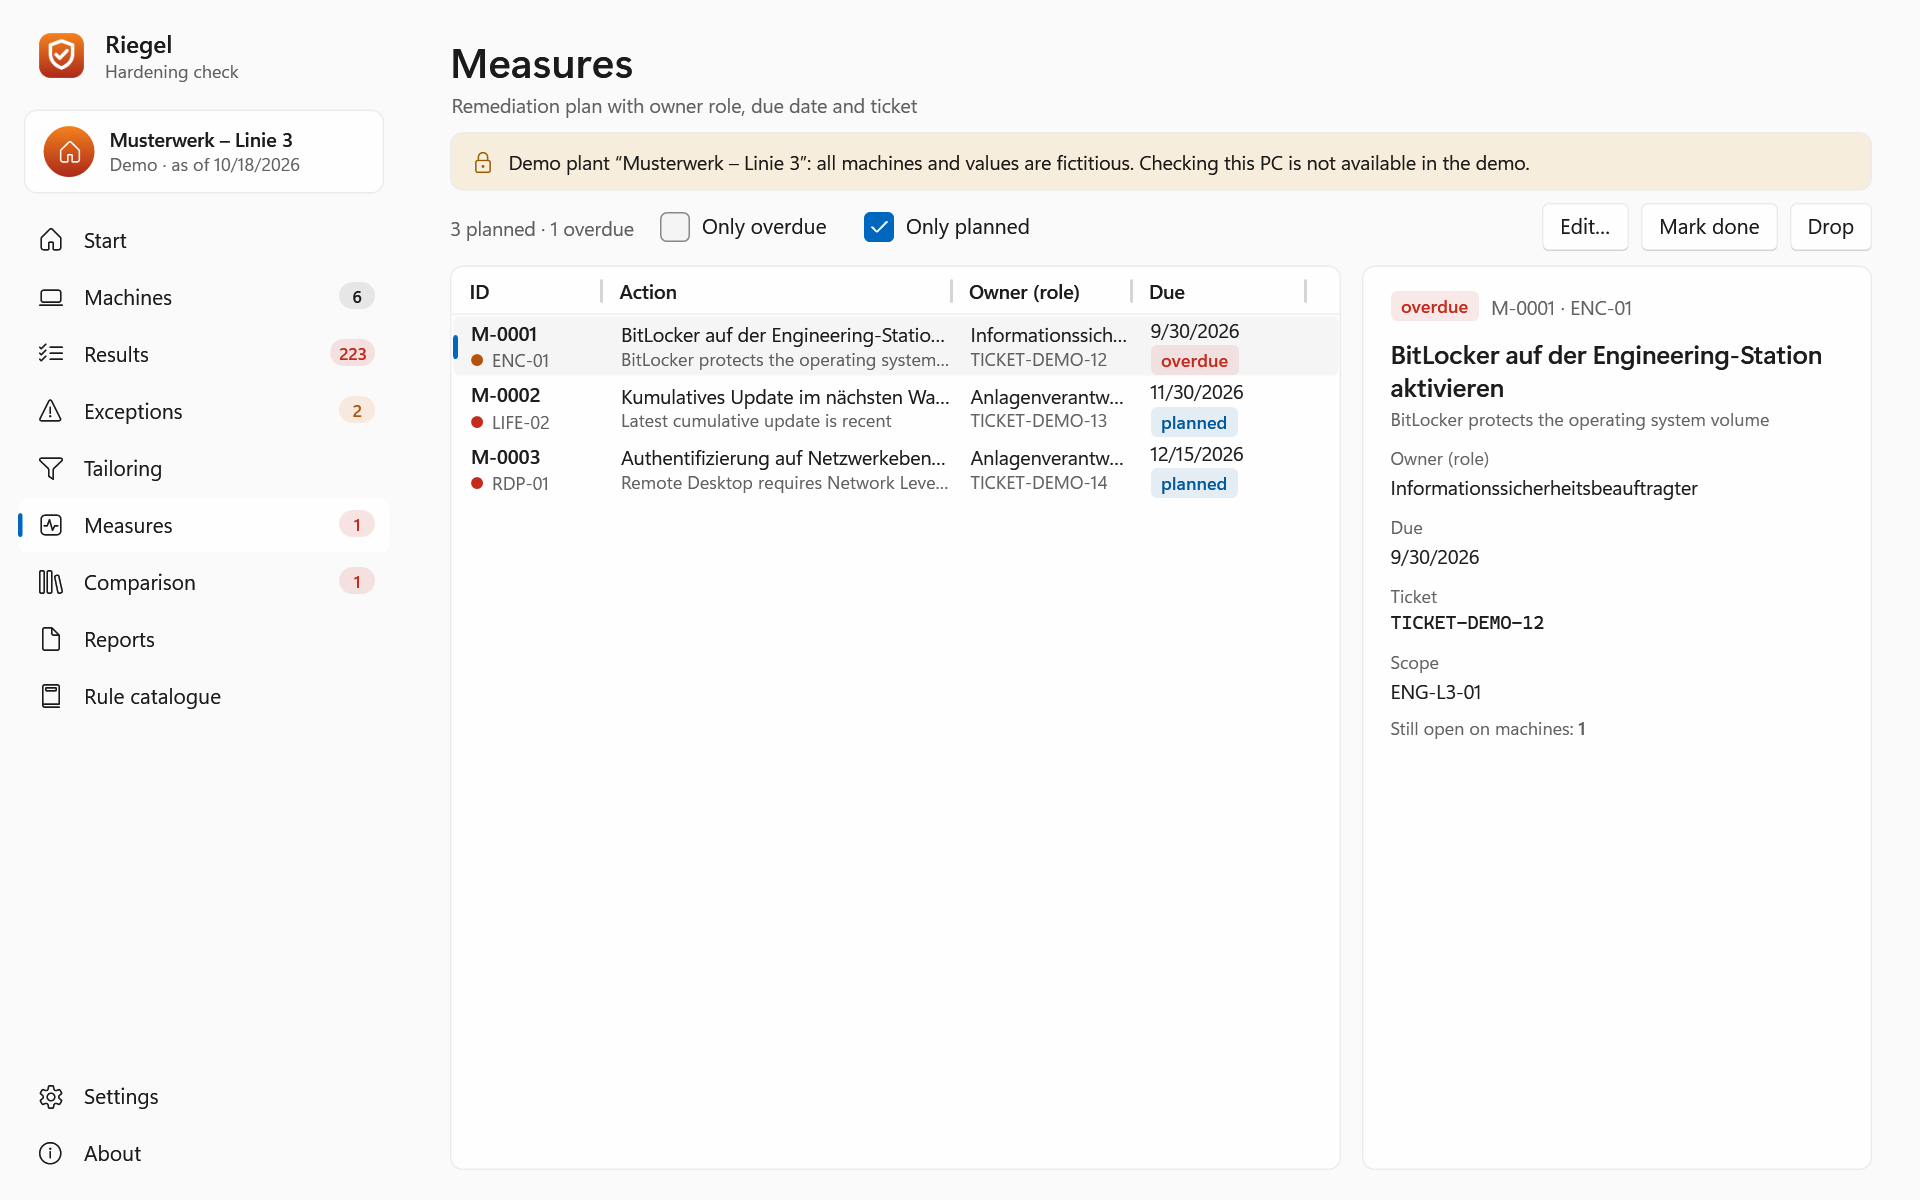 Riegel
Hardening check
Musterwerk – Linie 3
Demo · as of 10/18/2026
Start
Machines 6
Results 223
Exceptions 2
Tailoring
Measures 1
Comparison 1
Reports
Rule catalogue
Settings
About
Measures
Remediation plan with owner role, due date and ticket
Demo plant “Musterwerk – Linie 3”: all machines and values are fictitious. Checking this PC is not available in the demo.
3 planned · 1 overdue Only overdue Only planned Edit... Mark done Drop
ID Action Owner (role) Due
M-0001 BitLocker auf der Engineering-Statio... Informationssich... 9/30/2026
ENC-01 BitLocker protects the operating system... TICKET-DEMO-12 overdue
M-0002 Kumulatives Update im nächsten Wa... Anlagenverantw... 11/30/2026
LIFE-02 Latest cumulative update is recent TICKET-DEMO-13 planned
M-0003 Authentifizierung auf Netzwerkeben... Anlagenverantw... 12/15/2026
RDP-01 Remote Desktop requires Network Leve... TICKET-DEMO-14 planned
overdue M-0001 · ENC-01
BitLocker auf der Engineering-Station
aktivieren
BitLocker protects the operating system volume
Owner (role)
Informationssicherheitsbeauftragter
Due
9/30/2026
Ticket
TICKET-DEMO-12
Scope
ENG-L3-01
Still open on machines: 1